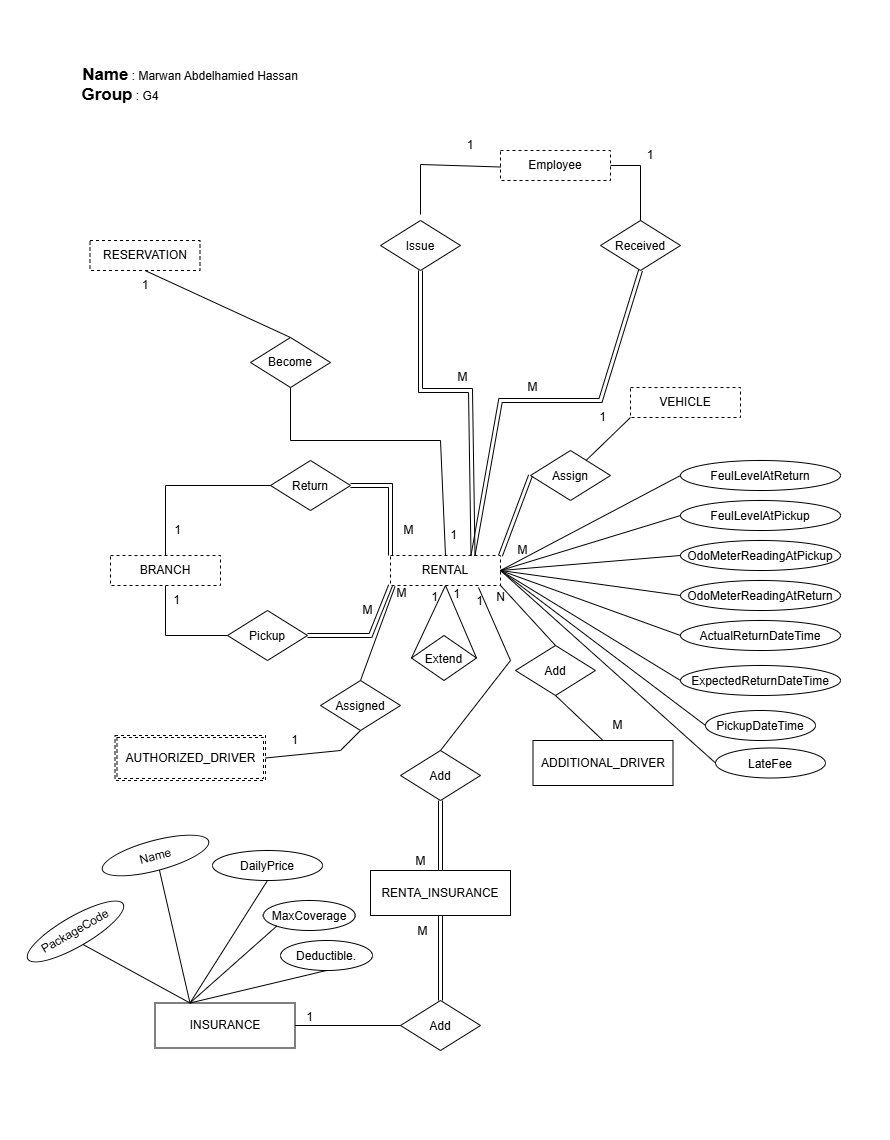 Name : Marwan Abdelhamied Hassan
Group : G4
1
Employee
1
Issue
Received
RESERVATION
1
Become
M
M
VEHICLE
1
Return
Assign
FeulLevelAtReturn
FeulLevelAtPickup
1
M
1
M
OdoMeterReadingAtPickup
BRANCH
RENTAL
1
M
M
1
1
1
N
OdoMeterReadingAtReturn
Pickup
Extend
Add
ActualReturnDateTime
ExpectedReturnDateTime
Assigned
PickupDateTime
M
1
AUTHORIZED_DRIVER
ADDITIONAL_DRIVER
LateFee
Add
Name
DailyPrice
M
RENTA_INSURANCE
PackageCode
MaxCoverage
M
Deductible.
INSURANCE
1
Add